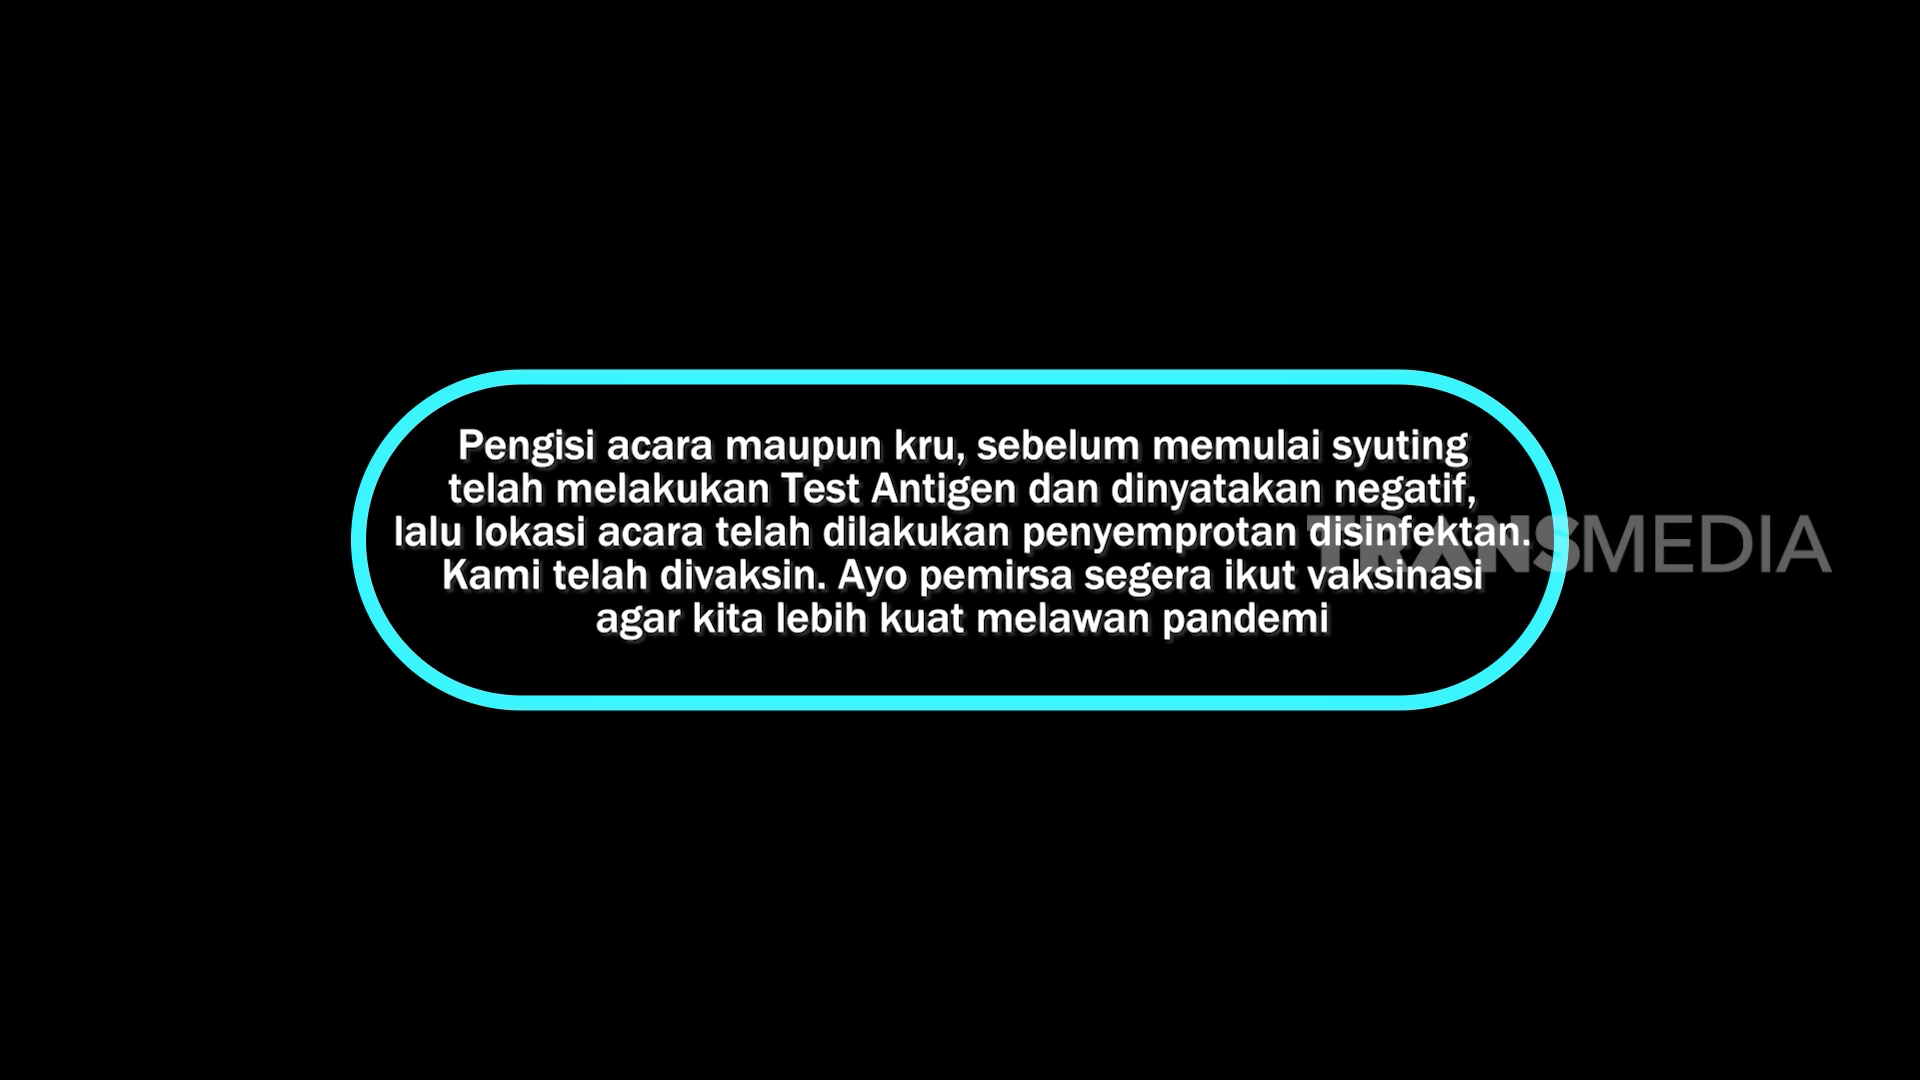 Pengisi acara maupun kru, sebelum memulai syuting
telah melakukan Test Antigen dan dinyatakan negatif,
lalu lokasi acara telah dilakukan penyemprotan disinfektan.
TRANSMEDIA
Kami telah divaksin. Ayo pemirsa segera ikut vaksinasi
agar kita lebih kuat melawan pandemi